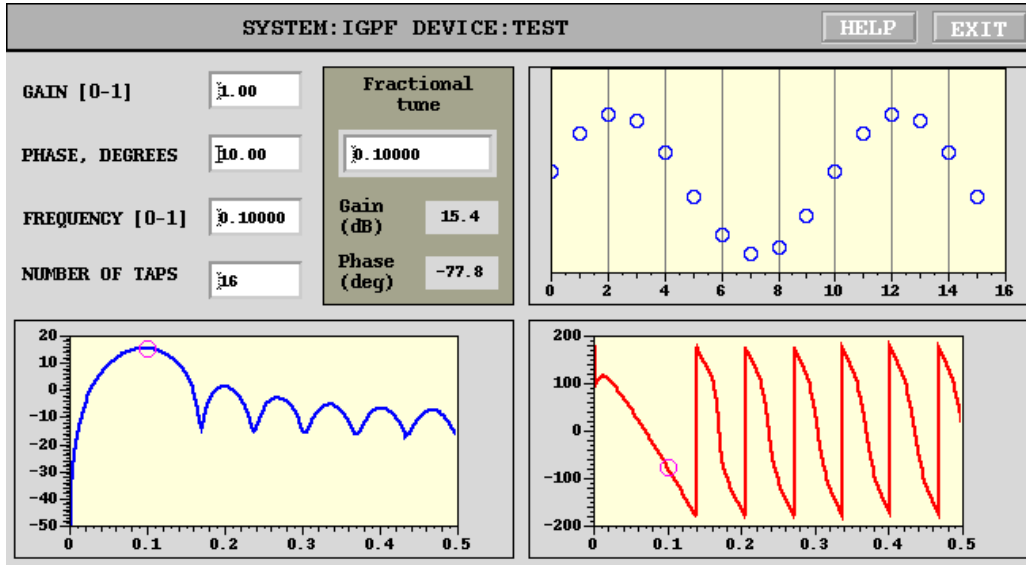 SYSTEM:IGPF DEVICE:TEST
HELP
EXIT
GAIN [0-1]
1.00
PHASE, DEGREES
10.00
FREQUENCY [0-1]
0.10000
NUMBER OF TAPS
16
Fractional
tune
0.10000
Gain
(dB)
15.4
Phase
(deg)
-77.8
0 2 4 6 8 10 12 14 16
20
10
0
-10
-20
-30
-40
-50
0 0.1 0.2 0.3 0.4 0.5
200
100
0
-100
-200
0 0.1 0.2 0.3 0.4 0.5